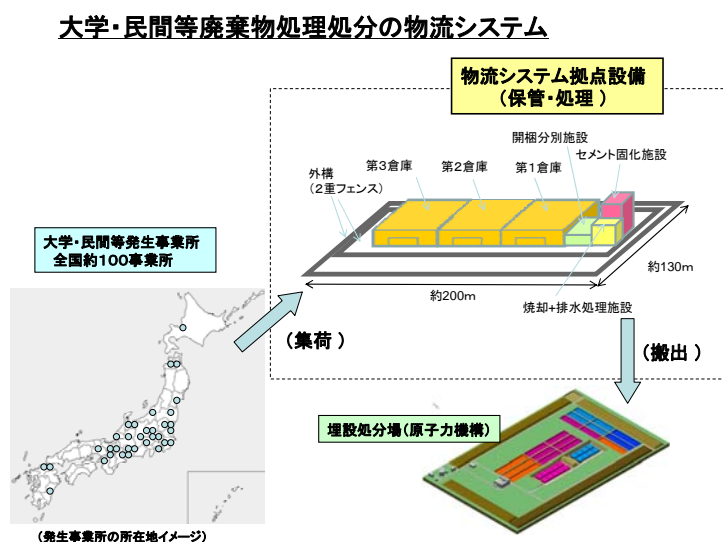 大学・民間等廃棄物処理処分の物流システム
物流システム拠点設備
（保管・処理 ）
開梱分別施設
セメント固化施設
第３倉庫
第２倉庫
第１倉庫
外構
（２重フェンス）
大学・民間等発生事業所
全国約１００事業所
約130m
約200m
焼却+排水処理施設
（集荷 ）
（搬出 ）
埋設処分場（原子力機構）
（発生事業所の所在地イメージ）